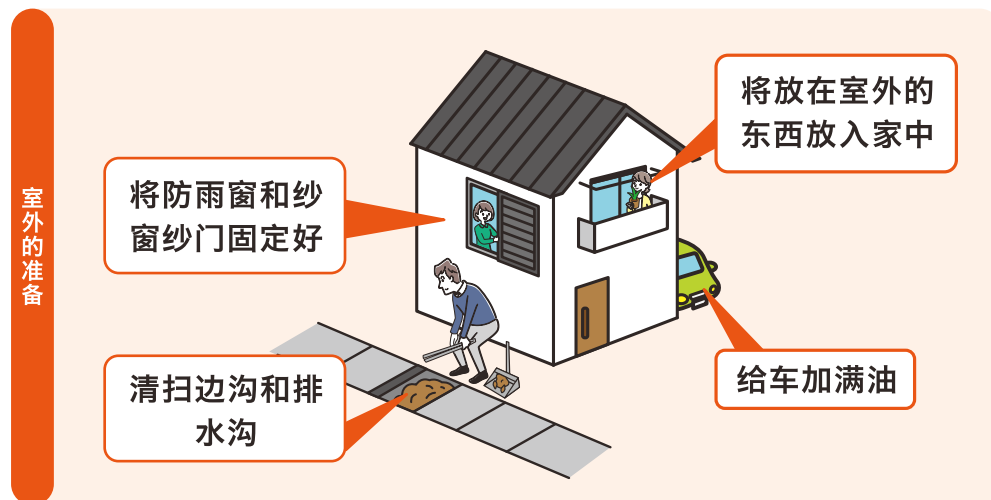 室外的准备
将放在室外的
东西放入家中
将防雨窗和纱
窗纱门固定好
给车加满油
清扫边沟和排
水沟